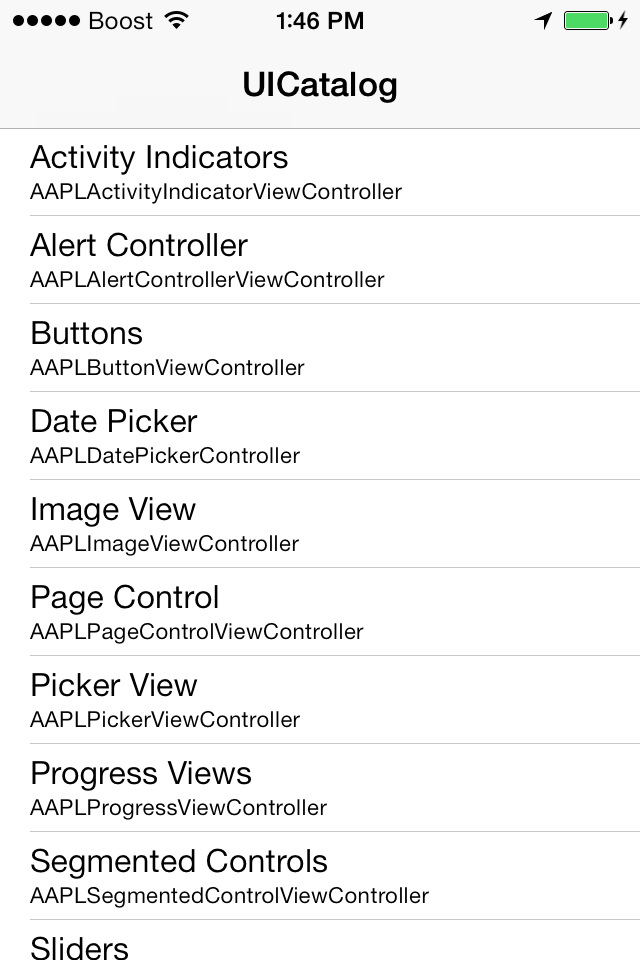 Boost 1:46 PM
UICatalog
Activity Indicators
AAPLActivityIndicatorViewController
Alert Controller
AAPLAlertControllerViewController
Buttons
AAPLButtonViewController
Date Picker
AAPLDatePickerController
Image View
AAPLImageViewController
Page Control
AAPLPageControlViewController
Picker View
AAPLPickerViewController
Progress Views
AAPLProgressViewController
Segmented Controls
AAPLSegmentedControlViewController
Sliders